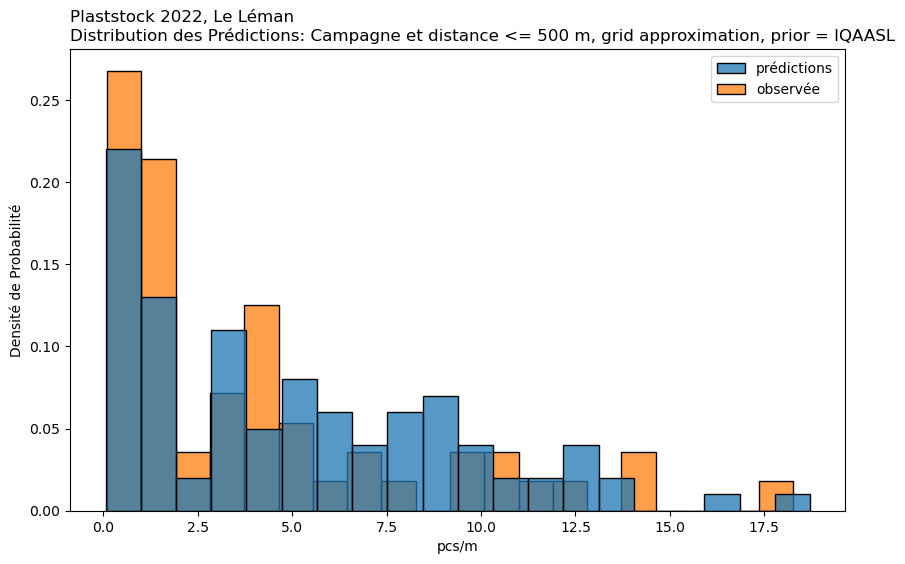 Plaststock 2022, Le Léman
Distribution des Prédictions: Campagne et distance <= 500 m, grid approximation, prior = IQAASL
prédictions
observée
Densité de Probabilité
0.25
0.20
0.15
0.10
0.05
0.00
0.0 2.5 5.0 7.5 10.0 12.5 15.0 17.5
pcs/m